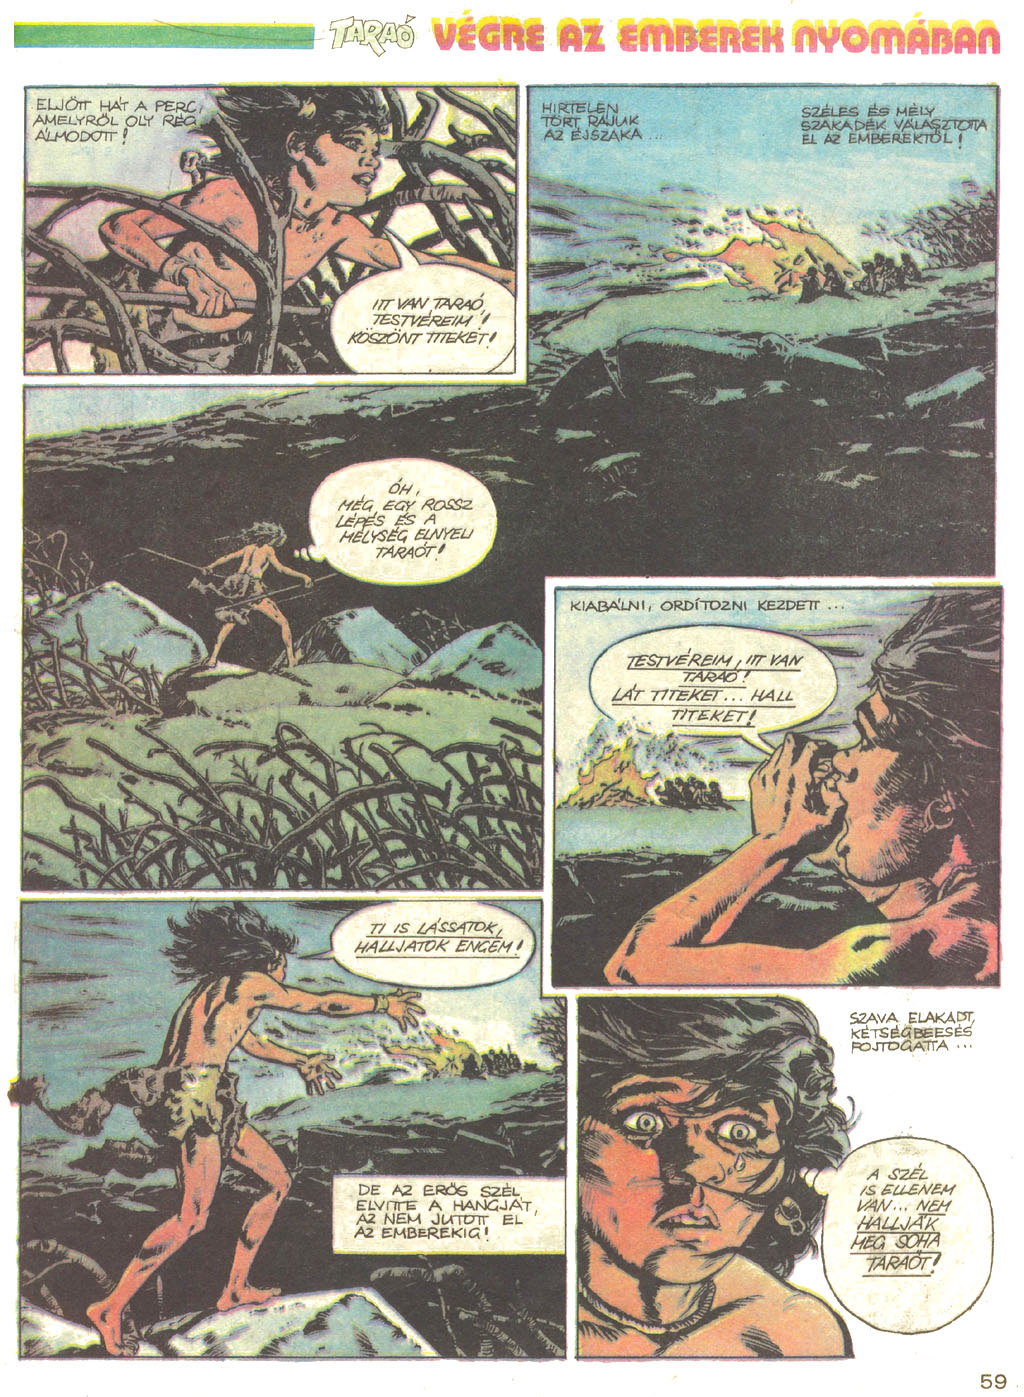 TARAÓ VÉGRE AZ EMBEREK NYOMÁBAN
ELJÖTT HÁT A PERC,
AMELYRŐL OLY RÉG
ÁLMODOTT!
ITT VAN TARAÓ,
TESTVÉREIM!
KÖSZÖNT TITEKET!
HIRTELEN
TÖRT RÁJUK
AZ ÉJSZAKA...
SZÉLES ÉS MÉLY
SZAKADÉK VÁLASZTOTTA
EL AZ EMBEREKTŐL!
ÓH,
MÉG EGY ROSSZ
LÉPÉS ÉS A
MÉLYSÉG ELNYELI
TARAÓT!
KIABÁLNI, ORDÍTOZNI KEZDETT...
TESTVÉREIM, ITT VAN
TARAÓ!
LÁT TITEKET... HALL
TITEKET!
TI IS LÁSSATOK,
HALLJATOK ENGEM!
DE AZ ERŐS SZÉL
ELVITTE A HANGJÁT,
AZ NEM JUTOTT EL
AZ EMBEREKIG!
SZAVA ELAKADT,
KÉTSÉGBEESÉS
FOJTOGATTA...
A SZÉL
IS ELLENEM
VAN... NEM
HALLJÁK
MEG SOHA
TARAÓT!
59